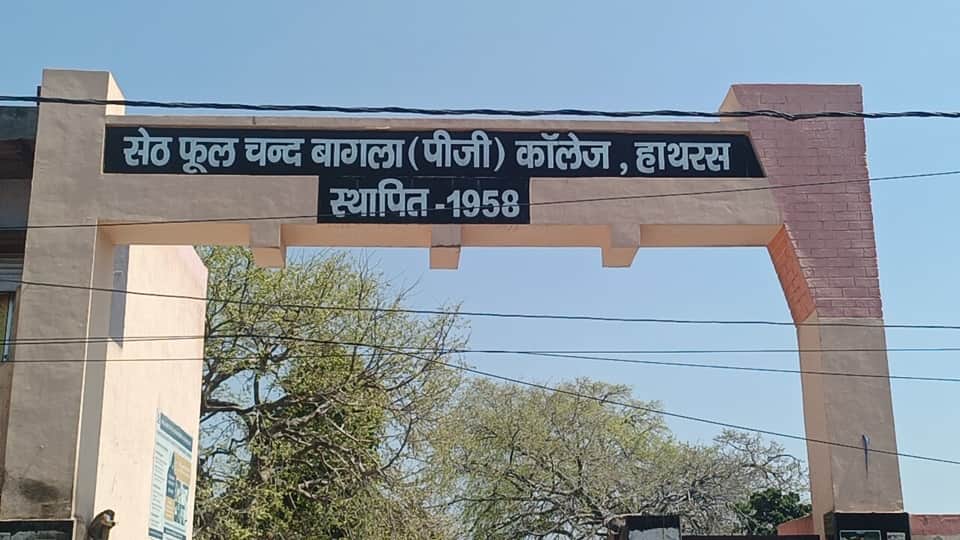 सेठ फूल चन्द बागला (पीजी) कॉलेज , हाथरस
स्थापित -1958